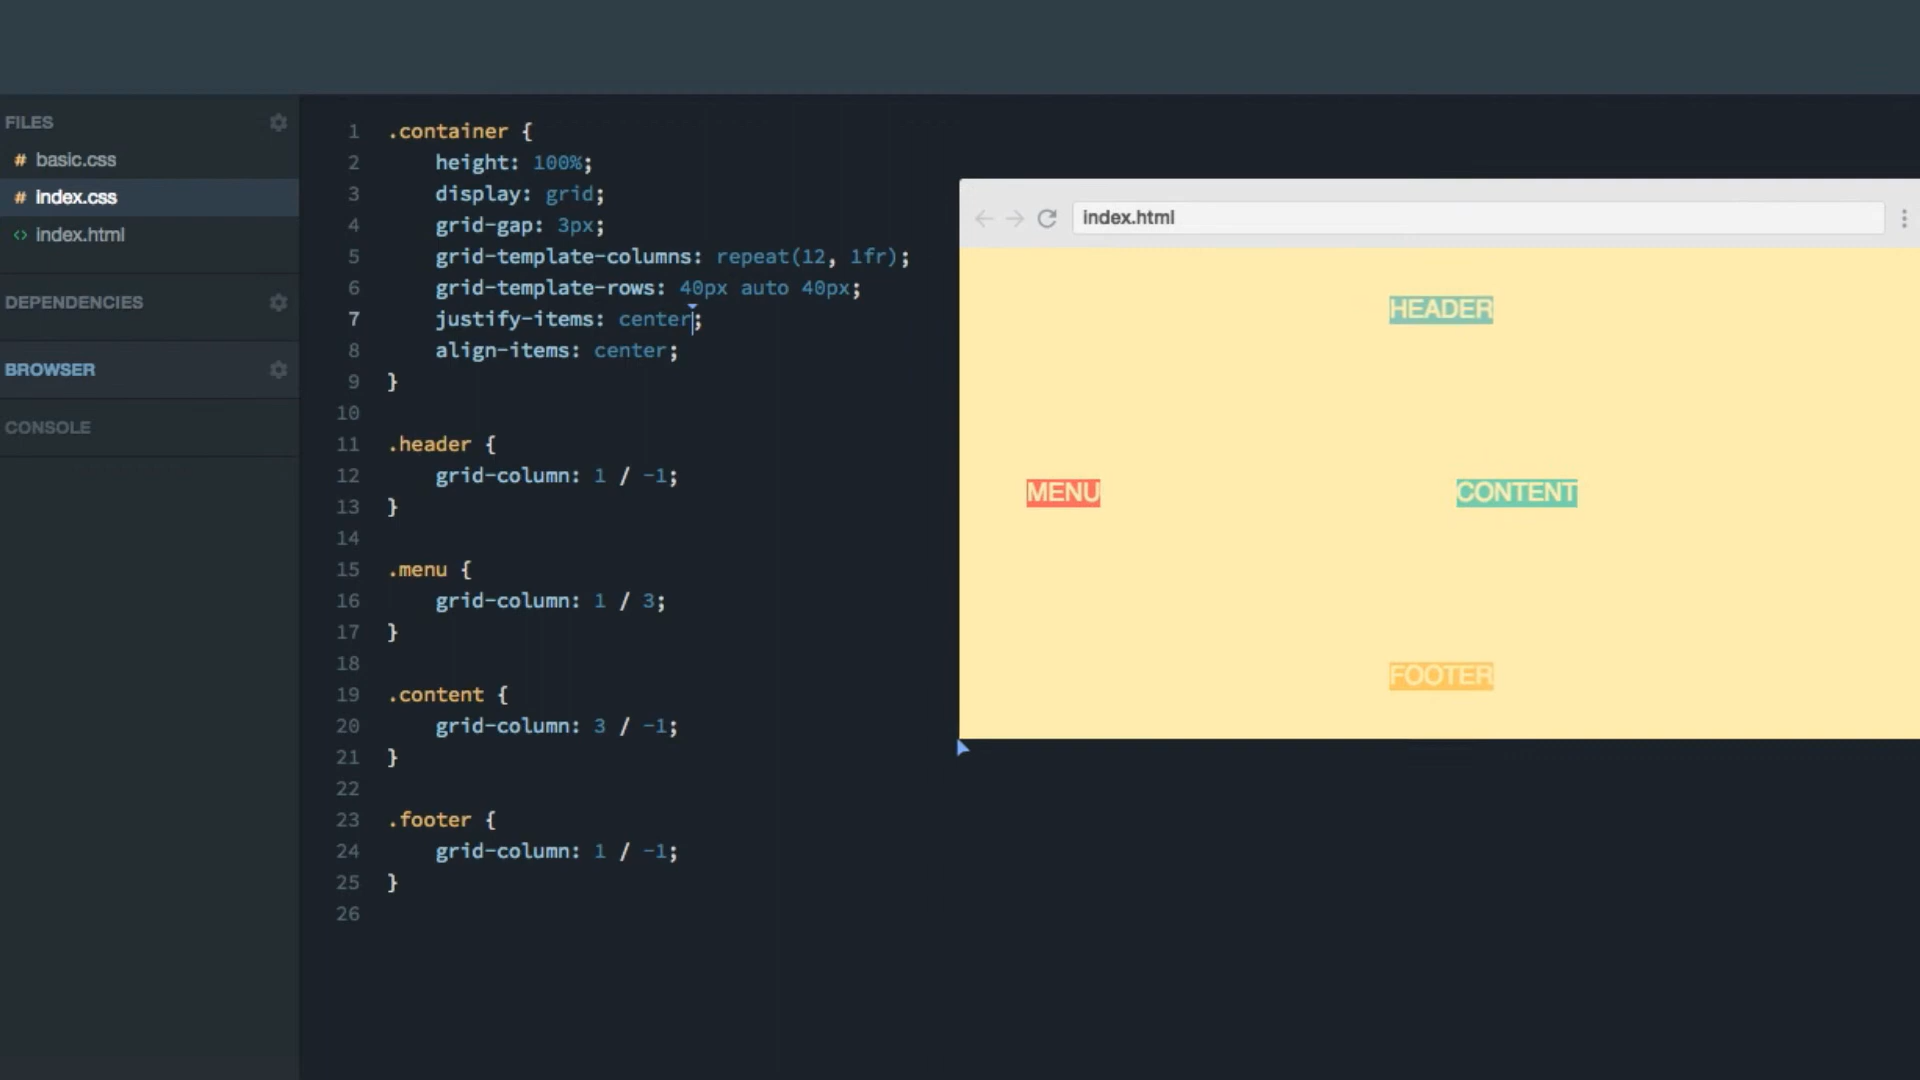 FILES
# basic.css
# index.css
<> index.html
DEPENDENCIES
BROWSER
CONSOLE
1 .container {
2 height: 100%;
3 display: grid;
4 grid-gap: 3px;
5 grid-template-columns: repeat(12, 1fr);
6 grid-template-rows: 40px auto 40px;
7 justify-items: center;
8 align-items: center;
9 }
10
11 .header {
12 grid-column: 1 / -1;
13 }
14
15 .menu {
16 grid-column: 1 / 3;
17 }
18
19 .content {
20 grid-column: 3 / -1;
21 }
22
23 .footer {
24 grid-column: 1 / -1;
25 }
26
index.html
HEADER
MENU
CONTENT
FOOTER